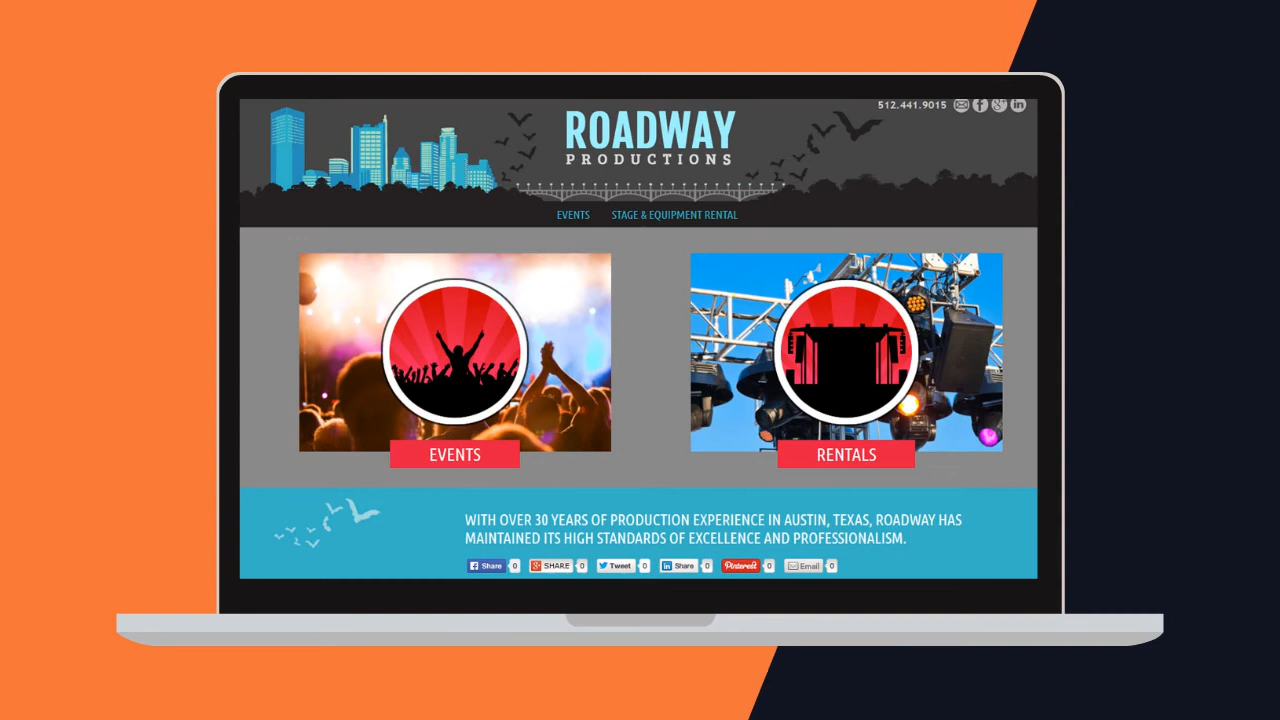 512.441.9015
ROADWAY
PRODUCTIONS
EVENTS STAGE & EQUIPMENT RENTAL
EVENTS RENTALS
WITH OVER 30 YEARS OF PRODUCTION EXPERIENCE IN AUSTIN, TEXAS, ROADWAY HAS
MAINTAINED ITS HIGH STANDARDS OF EXCELLENCE AND PROFESSIONALISM.
Share 0 SHARE 0 Tweet 0 Share 0 Pinterest 0 Email 0